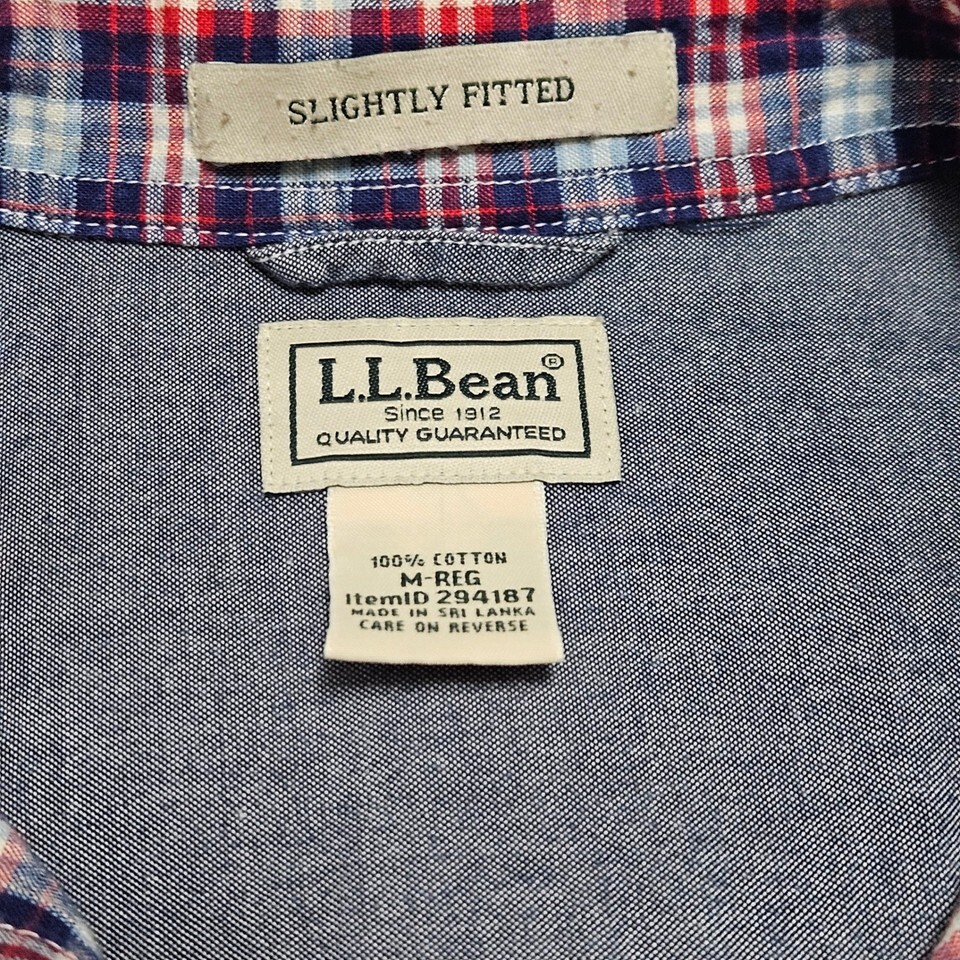 SLIGHTLY FITTED
L.L.Bean®
Since 1912
QUALITY GUARANTEED
100% COTTON
M-REG
ItemID 294187
MADE IN SRI LANKA
CARE ON REVERSE